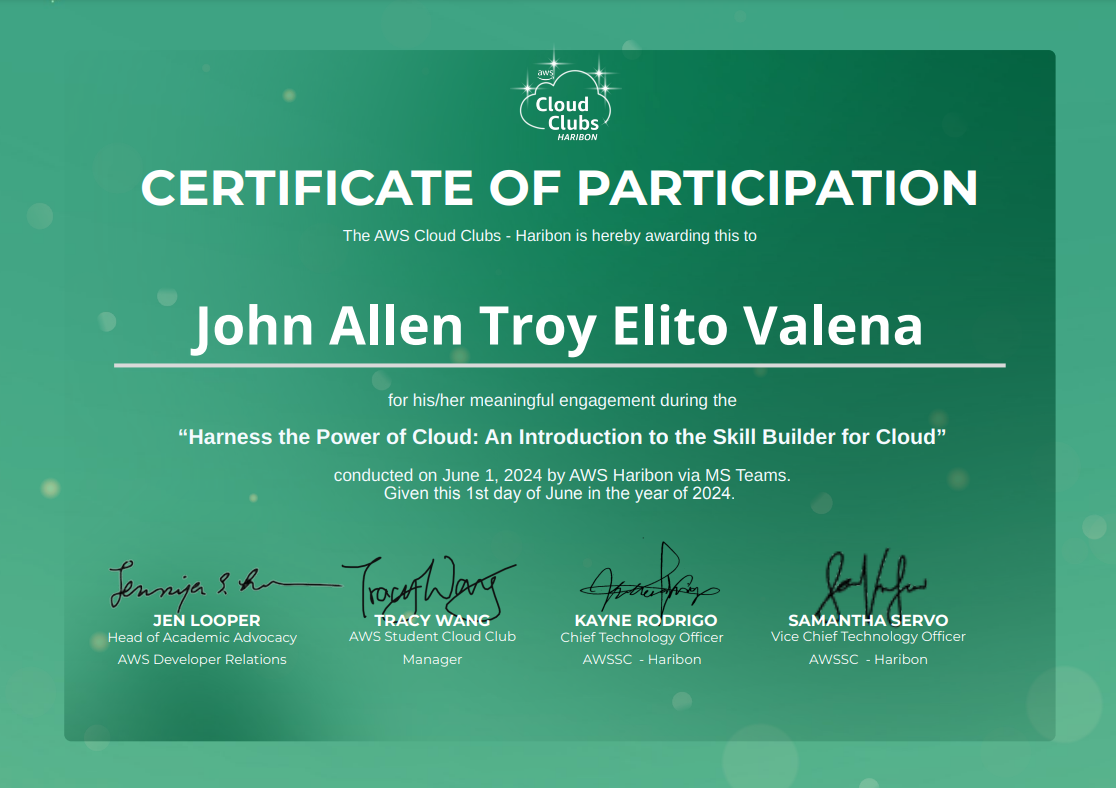 aws
Cloud
Clubs
HARIBON
CERTIFICATE OF PARTICIPATION
The AWS Cloud Clubs - Haribon is hereby awarding this to
John Allen Troy Elito Valena
for his/her meaningful engagement during the
“Harness the Power of Cloud: An Introduction to the Skill Builder for Cloud”
conducted on June 1, 2024 by AWS Haribon via MS Teams.
Given this 1st day of June in the year of 2024.
Tracy Wang
JEN LOOPER
Head of Academic Advocacy
AWS Developer Relations
TRACY WANG
AWS Student Cloud Club
Manager
KAYNE RODRIGO
Chief Technology Officer
AWSSC - Haribon
SAMANTHA SERVO
Vice Chief Technology Officer
AWSSC - Haribon